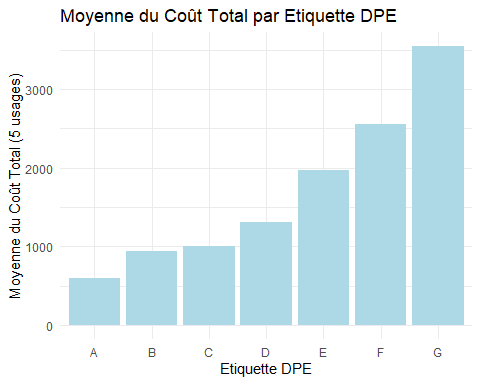 Moyenne du Coût Total par Etiquette DPE
Moyenne du Coût Total (5 usages)
3000
2000
1000
0
A B C D E F G
Etiquette DPE